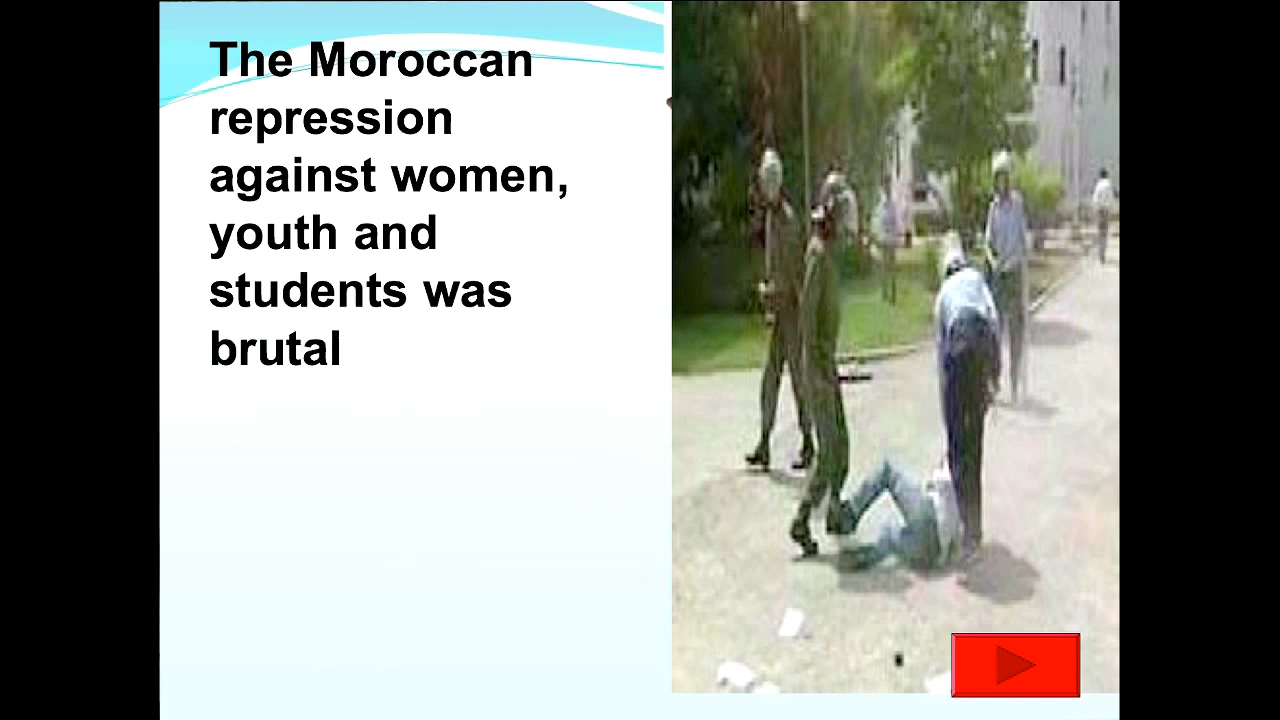 The Moroccan
repression
against women,
youth and
students was
brutal